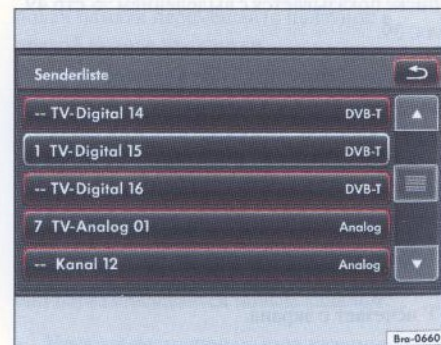 Senderliste
-- TV-Digital 14 DVB-T
1 TV-Digital 15 DVB-T
-- TV-Digital 16 DVB-T
7 TV-Analog 01 Analog
-- Kanal 12 Analog
Bra-0660